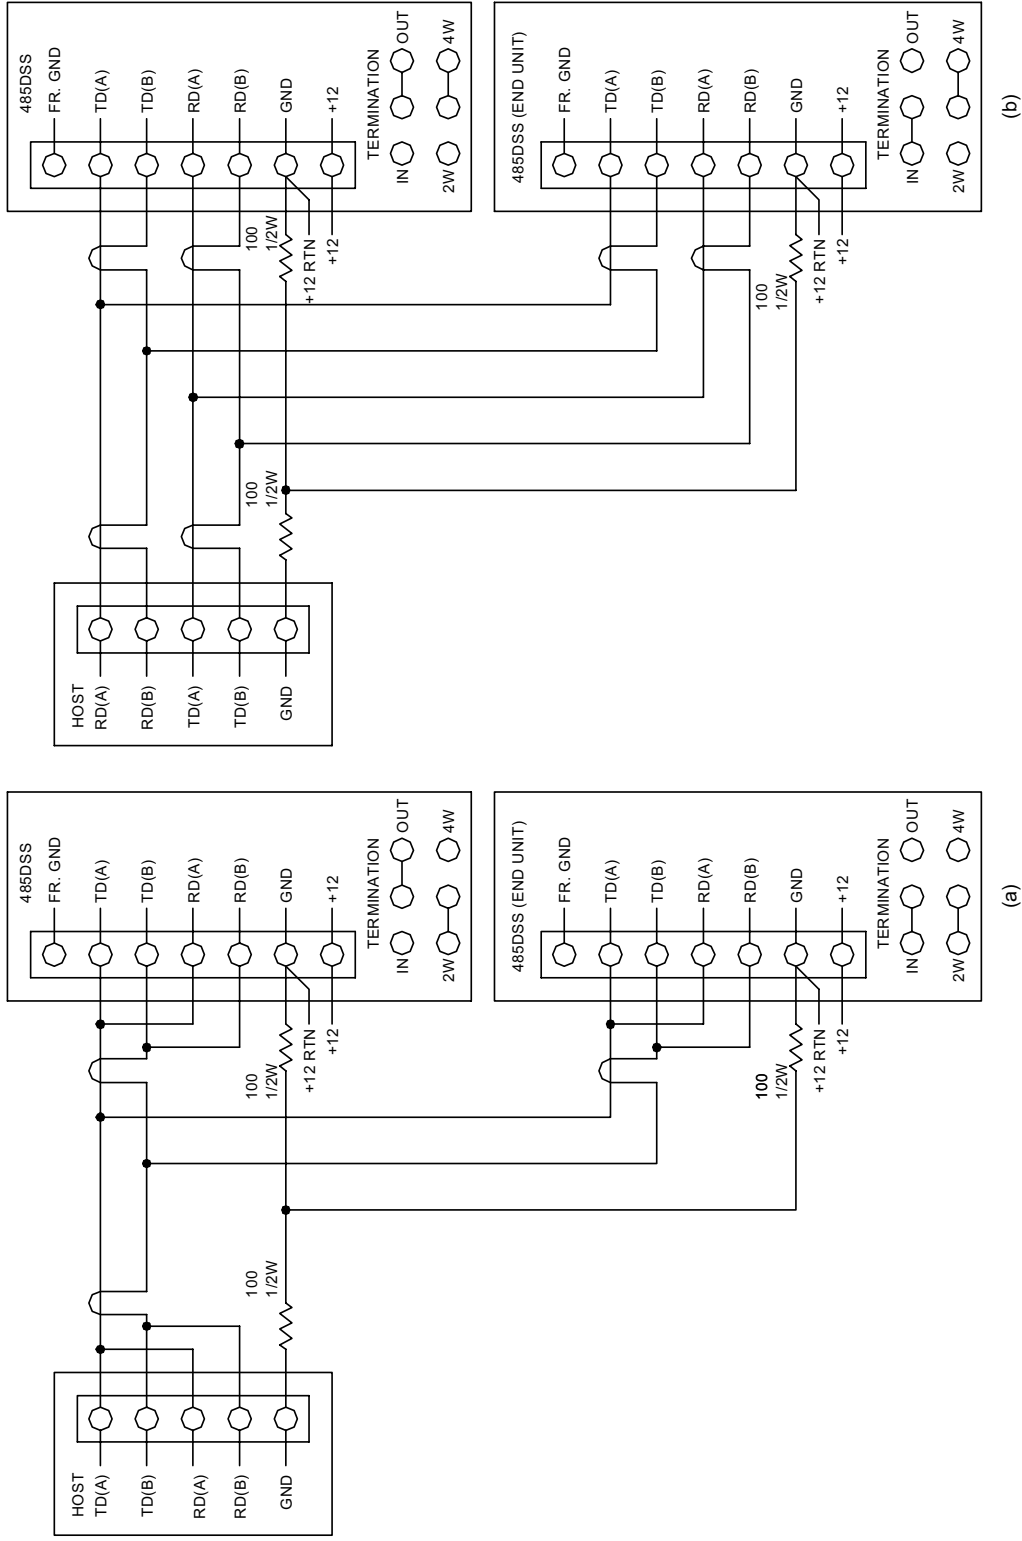 HOST
TD(A)
TD(B)
RD(A)
RD(B)
GND
100
1/2W
485DSS
FR. GND
TD(A)
TD(B)
RD(A)
RD(B)
GND
+12
100
1/2W
+12 RTN
+12
TERMINATION
IN
OUT
2W
4W
485DSS (END UNIT)
FR. GND
TD(A)
TD(B)
RD(A)
RD(B)
GND
+12
100
1/2W
+12 RTN
+12
TERMINATION
IN
OUT
2W
4W
(a)
HOST
RD(A)
RD(B)
TD(A)
TD(B)
GND
100
1/2W
485DSS
FR. GND
TD(A)
TD(B)
RD(A)
RD(B)
GND
+12
100
1/2W
+12 RTN
+12
TERMINATION
IN
OUT
2W
4W
485DSS (END UNIT)
FR. GND
TD(A)
TD(B)
RD(A)
RD(B)
GND
+12
100
1/2W
+12 RTN
+12
TERMINATION
IN
OUT
2W
4W
(b)